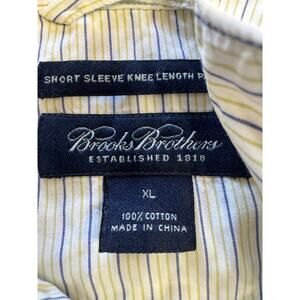 SHORT SLEEVE KNEE LENGTH
Brooks Brothers
ESTABLISHED 1818
XL
100% COTTON
MADE IN CHINA